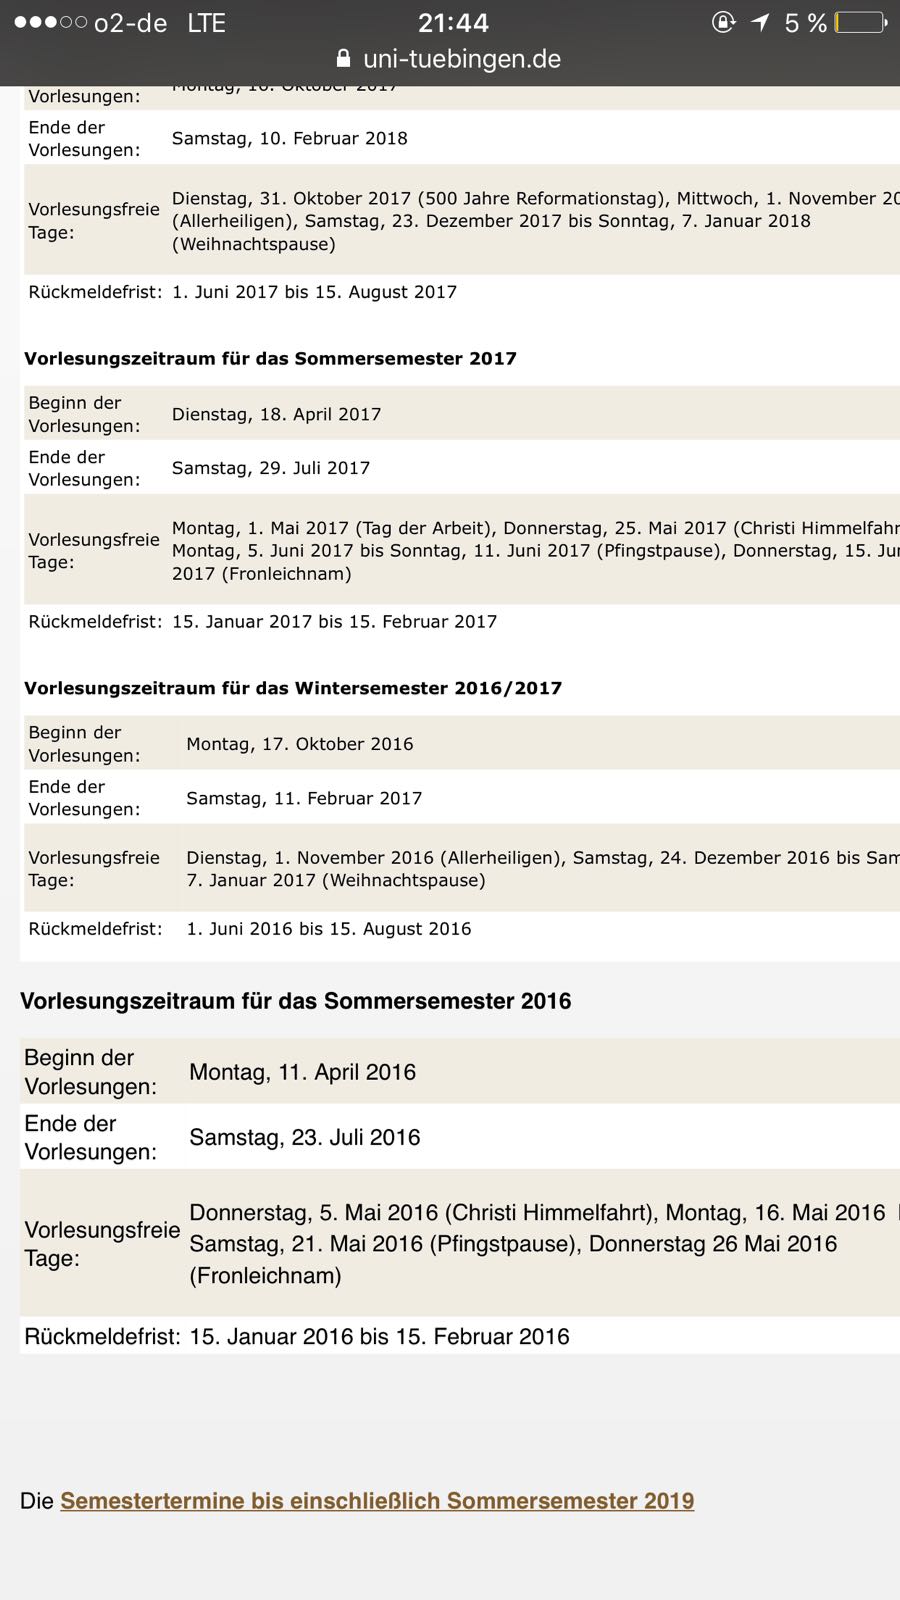 o2-de LTE 21:44 5 %
uni-tuebingen.de
Vorlesungen: Montag, 16. Oktober 2017
Ende der
Vorlesungen: Samstag, 10. Februar 2018
Vorlesungsfreie
Tage:
Dienstag, 31. Oktober 2017 (500 Jahre Reformationstag), Mittwoch, 1. November 20
(Allerheiligen), Samstag, 23. Dezember 2017 bis Sonntag, 7. Januar 2018
(Weihnachtspause)
Rückmeldefrist: 1. Juni 2017 bis 15. August 2017
Vorlesungszeitraum für das Sommersemester 2017
Beginn der
Vorlesungen: Dienstag, 18. April 2017
Ende der
Vorlesungen: Samstag, 29. Juli 2017
Vorlesungsfreie
Tage:
Montag, 1. Mai 2017 (Tag der Arbeit), Donnerstag, 25. Mai 2017 (Christi Himmelfahr
Montag, 5. Juni 2017 bis Sonntag, 11. Juni 2017 (Pfingstpause), Donnerstag, 15. Ju
2017 (Fronleichnam)
Rückmeldefrist: 15. Januar 2017 bis 15. Februar 2017
Vorlesungszeitraum für das Wintersemester 2016/2017
Beginn der
Vorlesungen: Montag, 17. Oktober 2016
Ende der
Vorlesungen: Samstag, 11. Februar 2017
Vorlesungsfreie
Tage:
Dienstag, 1. November 2016 (Allerheiligen), Samstag, 24. Dezember 2016 bis Sam
7. Januar 2017 (Weihnachtspause)
Rückmeldefrist: 1. Juni 2016 bis 15. August 2016
Vorlesungszeitraum für das Sommersemester 2016
Beginn der
Vorlesungen: Montag, 11. April 2016
Ende der
Vorlesungen: Samstag, 23. Juli 2016
Vorlesungsfreie
Tage:
Donnerstag, 5. Mai 2016 (Christi Himmelfahrt), Montag, 16. Mai 2016
Samstag, 21. Mai 2016 (Pfingstpause), Donnerstag 26 Mai 2016
(Fronleichnam)
Rückmeldefrist: 15. Januar 2016 bis 15. Februar 2016
Die Semestertermine bis einschließlich Sommersemester 2019